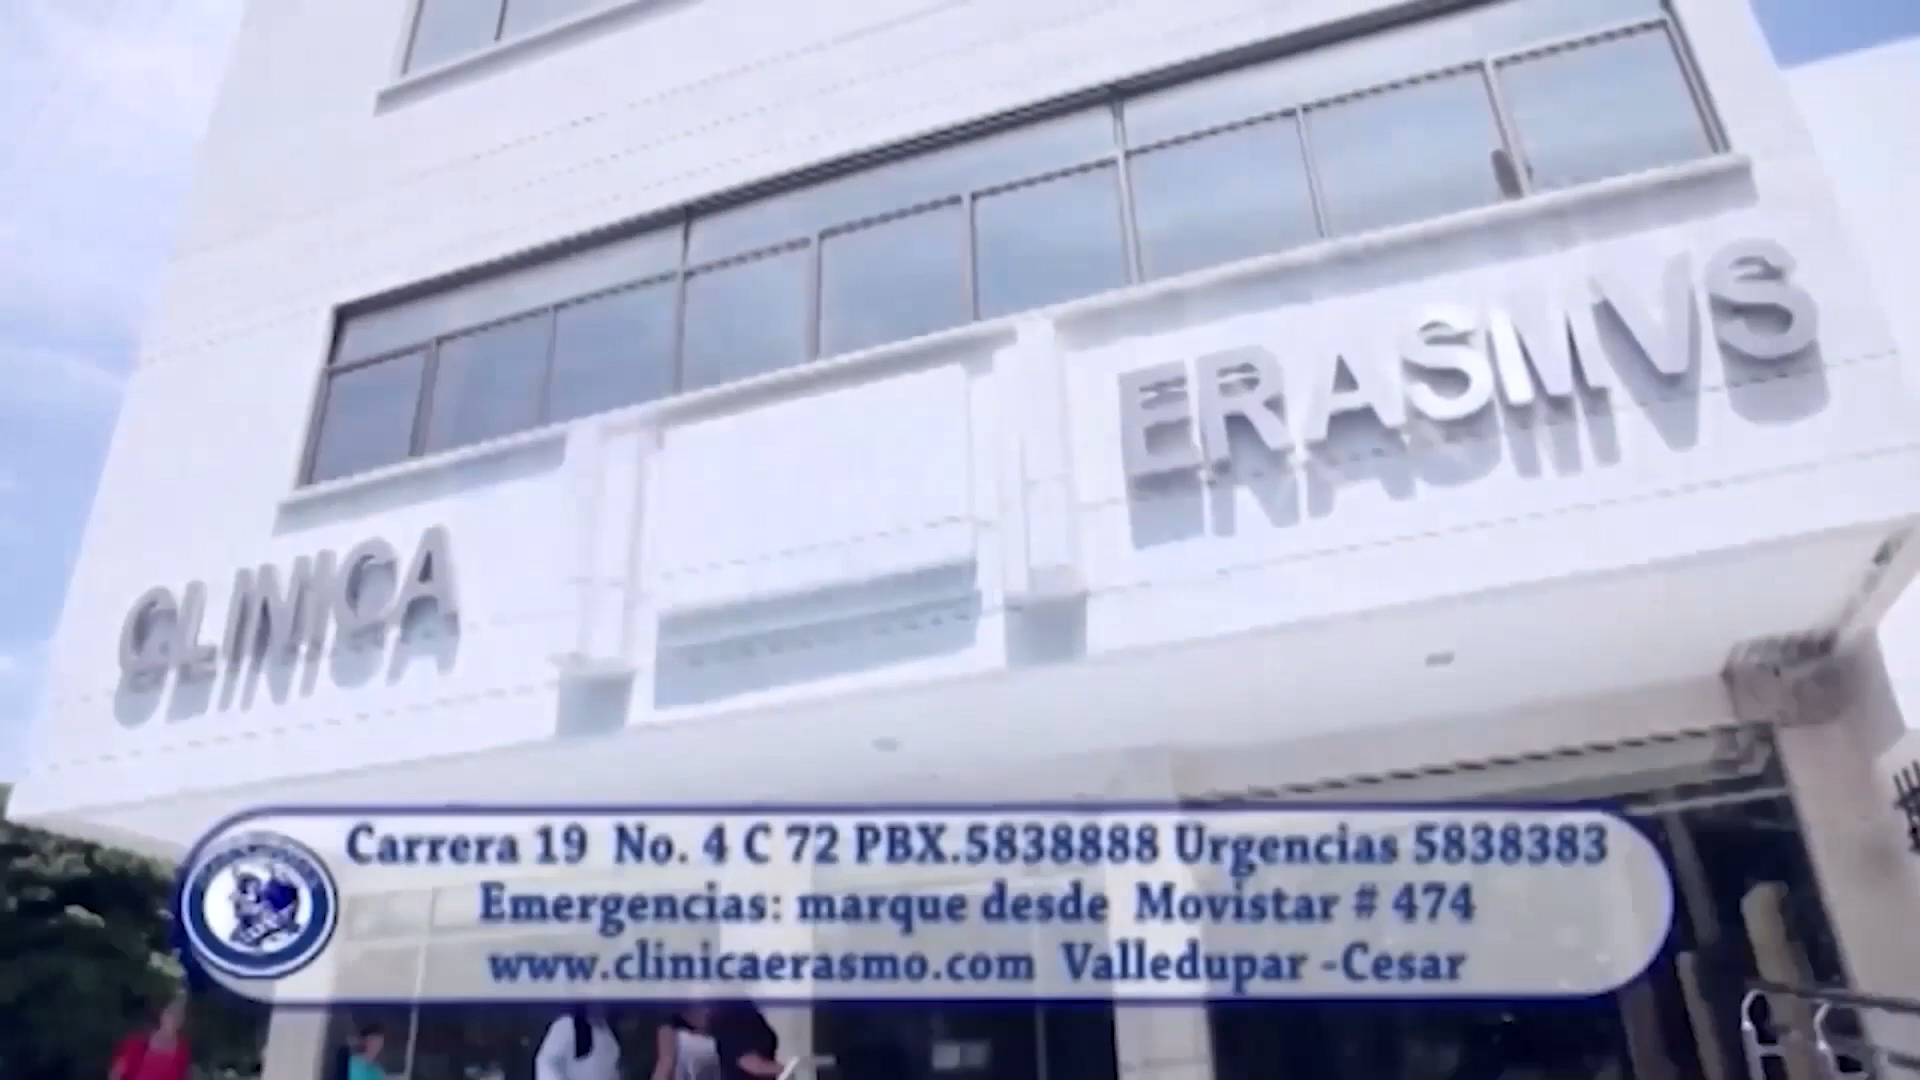 CLINICA
ERASMVS
Carrera 19 No. 4 C 72 PBX.5838888 Urgencias 5838383
Emergencias: marque desde Movistar # 474
www.clinicaerasmo.com Valledupar -Cesar